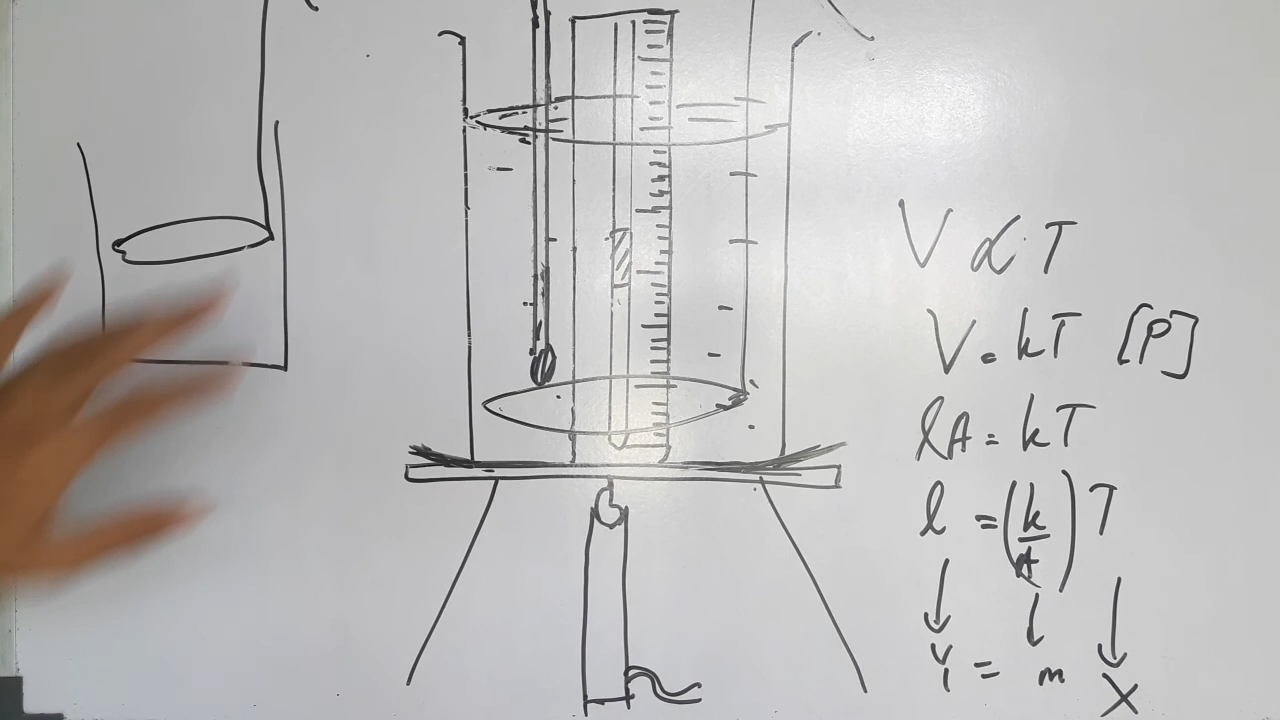 V ∝ T
V = kT [P]
lA = kT
l = (k/A) T
↓ ↓ ↓
Y = m X